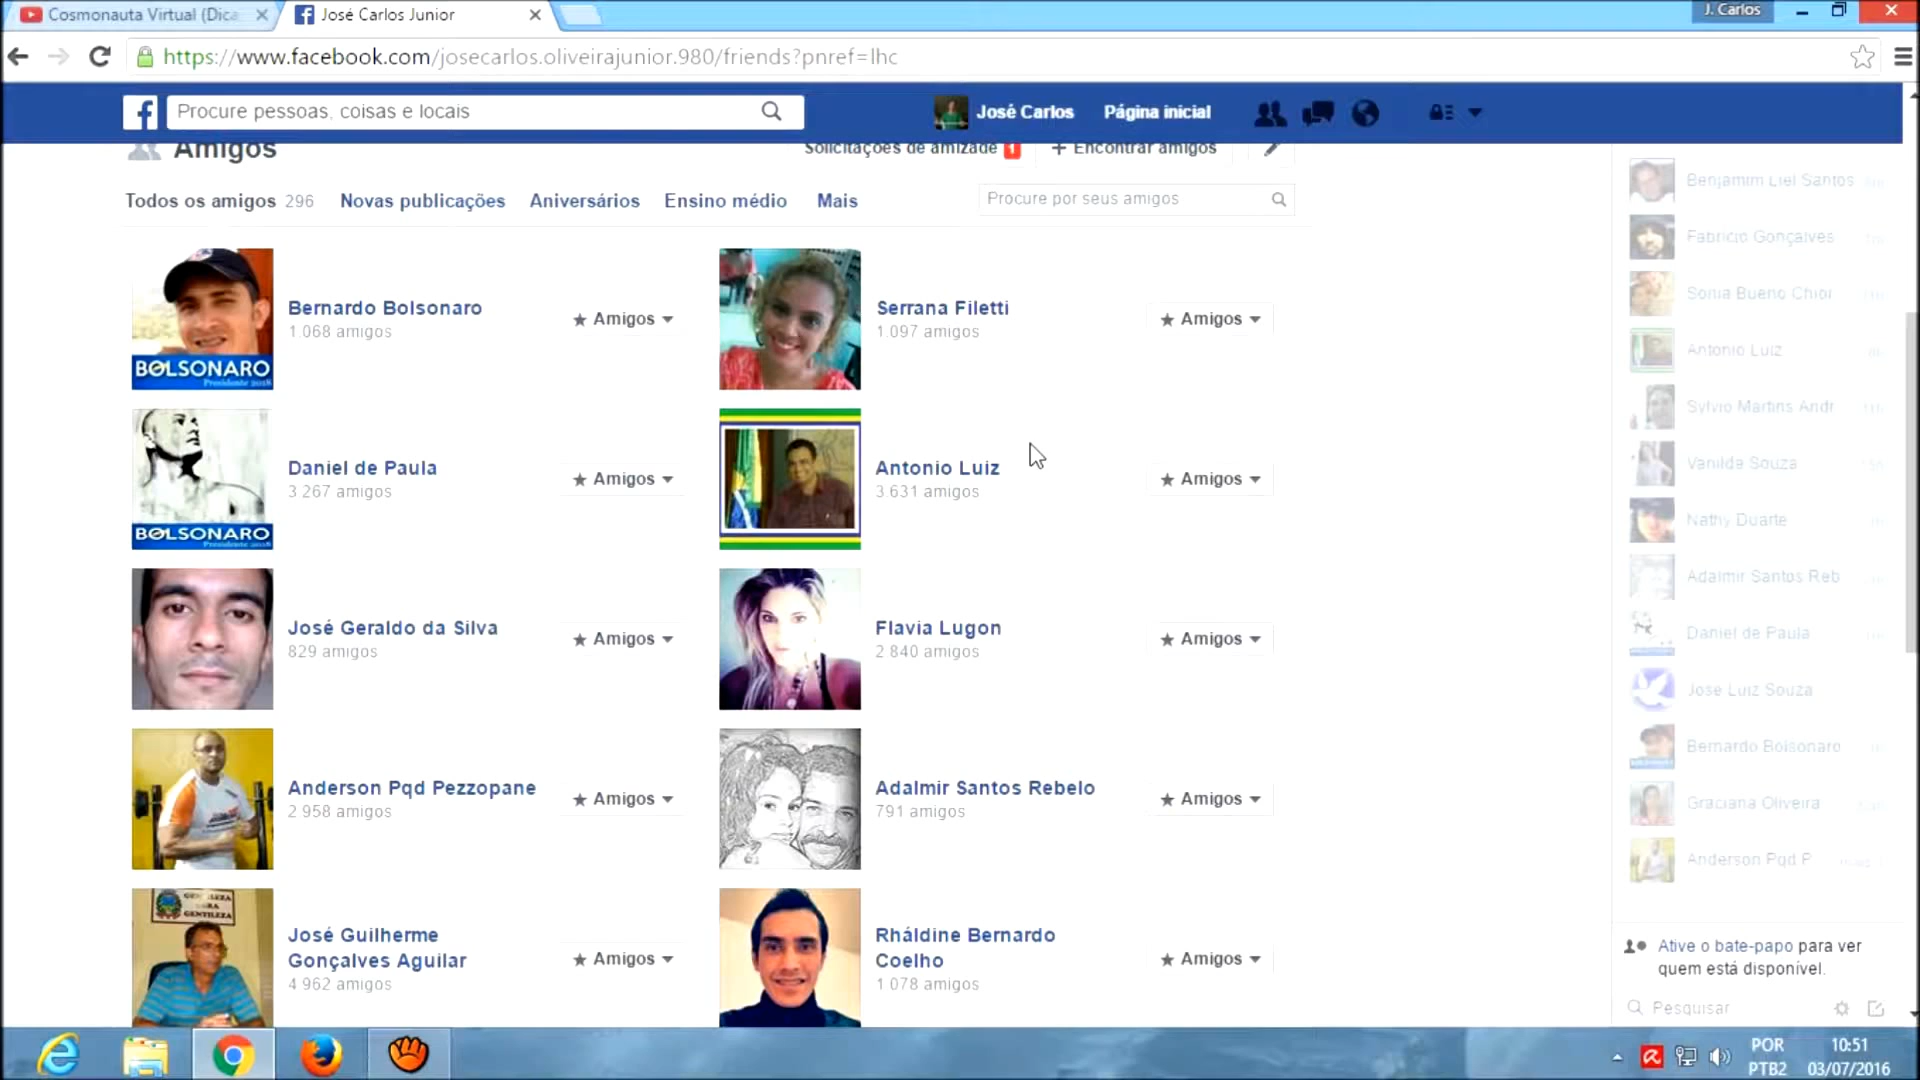 Cosmonauta Virtual (Dica
José Carlos Junior
J. Carlos
https://www.facebook.com/josecarlos.oliveirajunior.980/friends?pnref=lhc
Procure pessoas, coisas e locais
José Carlos
Página inicial
Amigos
Solicitações de amizade 1
+ Encontrar amigos
Todos os amigos 296
Novas publicações
Aniversários
Ensino médio
Mais
Procure por seus amigos
Bernardo Bolsonaro
1 068 amigos
Amigos
BOLSONARO
Presidente 2018
Serrana Filetti
1 097 amigos
Amigos
Daniel de Paula
3 267 amigos
Amigos
BOLSONARO
Presidente 2018
Antonio Luiz
3 631 amigos
Amigos
José Geraldo da Silva
829 amigos
Amigos
Flavia Lugon
2 840 amigos
Amigos
Anderson Pqd Pezzopane
2 958 amigos
Amigos
Adalmir Santos Rebelo
791 amigos
Amigos
GENTILEZA
GENTILEZA
José Guilherme
Gonçalves Aguilar
4 962 amigos
Amigos
Rháldine Bernardo
Coelho
1 078 amigos
Amigos
Benjamim Liel Santos
Fabricio Gonçalves
Sonia Bueno Chior
Antonio Luiz
Sylvio Martins Andr
Vanilda Souza
Nathy Duarte
Adalmir Santos Reb
Daniel de Paula
José Luiz Souza
Bernardo Bolsonaro
Graciana Oliveira
Anderson Pqd P
Ative o bate-papo para ver
quem está disponível.
Pesquisar
POR
PTB2
10:51
03/07/2016